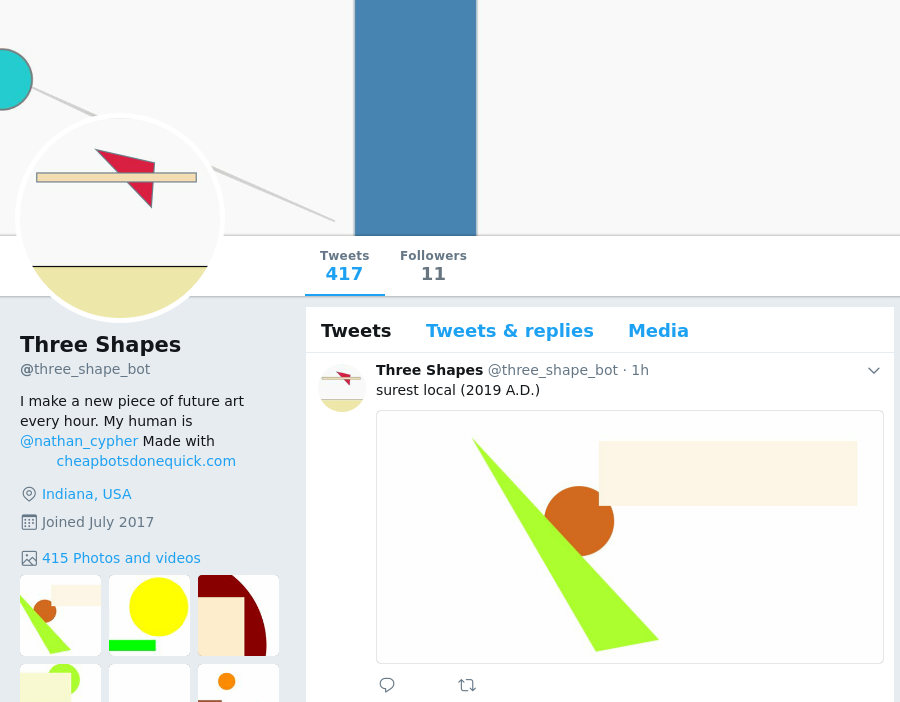 Tweets
417
Followers
11
Three Shapes
@three_shape_bot
I make a new piece of future art
every hour. My human is
@nathan_cypher Made with
cheapbotsdonequick.com
Indiana, USA
Joined July 2017
415 Photos and videos
Tweets
Tweets & replies
Media
Three Shapes @three_shape_bot · 1h
surest local (2019 A.D.)